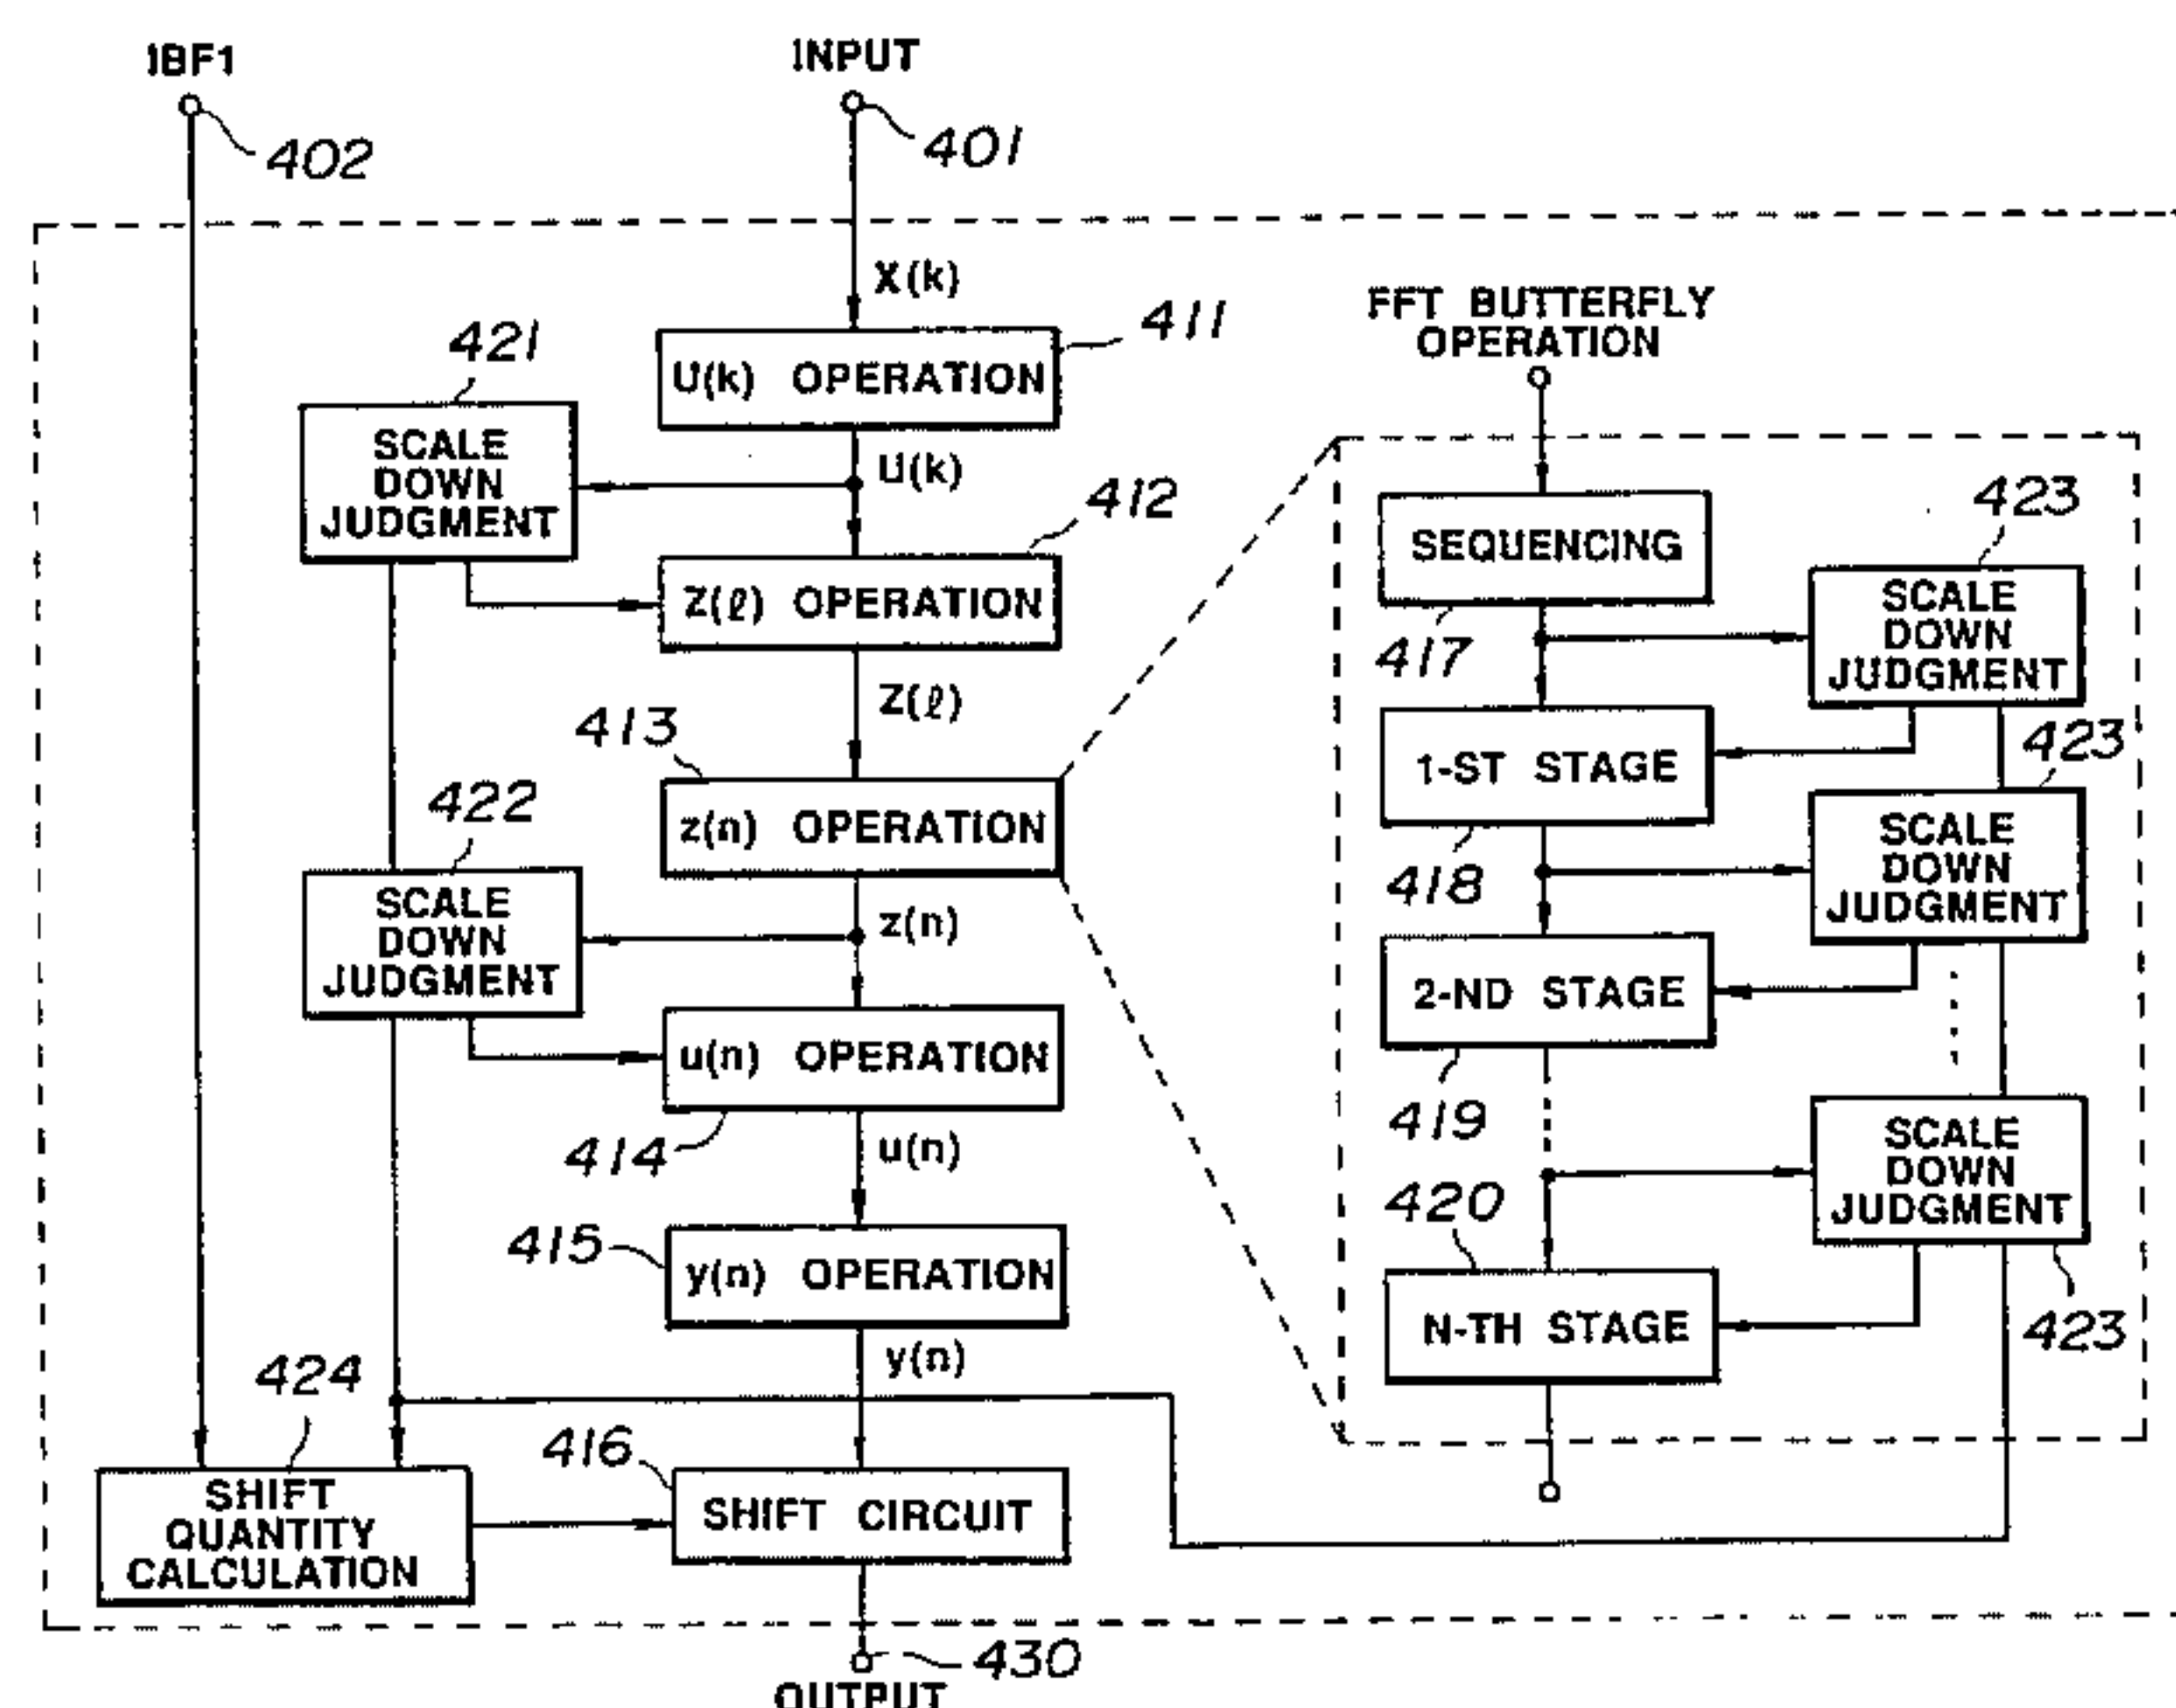 IBF1
INPUT
402
401
X(k)
411
U(k) OPERATION
421
SCALE
DOWN
JUDGMENT
U(k)
412
Z(ℓ) OPERATION
Z(ℓ)
413
z(n) OPERATION
422
SCALE
DOWN
JUDGMENT
z(n)
u(n) OPERATION
414
u(n)
415
y(n) OPERATION
y(n)
424
416
SHIFT
QUANTITY
CALCULATION
SHIFT CIRCUIT
430
OUTPUT
FFT BUTTERFLY
OPERATION
SEQUENCING
417
423
SCALE
DOWN
JUDGMENT
1-ST STAGE
418
423
SCALE
DOWN
JUDGMENT
2-ND STAGE
419
SCALE
DOWN
JUDGMENT
420
N-TH STAGE
423